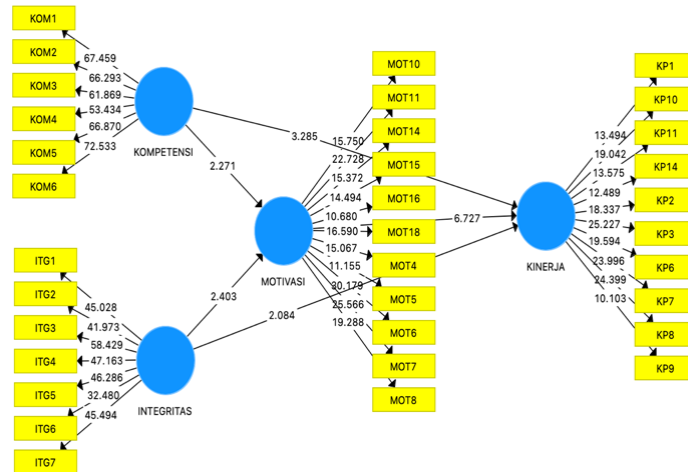 KOM1
KOM2
KOM3
KOM4
KOM5
KOM6
67.459
66.293
61.869
53.434
66.870
72.533
KOMPETENSI
ITG1
ITG2
ITG3
ITG4
ITG5
ITG6
ITG7
45.028
41.973
58.429
47.163
46.286
32.480
45.494
INTEGRITAS
2.271
2.403
3.285
6.727
2.084
MOTIVASI
15.750
22.728
15.372
14.494
10.680
16.590
15.067
11.155
30.179
25.566
19.288
MOT10
MOT11
MOT14
MOT15
MOT16
MOT18
MOT4
MOT5
MOT6
MOT7
MOT8
KINERJA
13.494
19.042
13.575
12.489
18.337
25.227
19.594
23.996
24.399
10.103
KP1
KP10
KP11
KP14
KP2
KP3
KP6
KP7
KP8
KP9